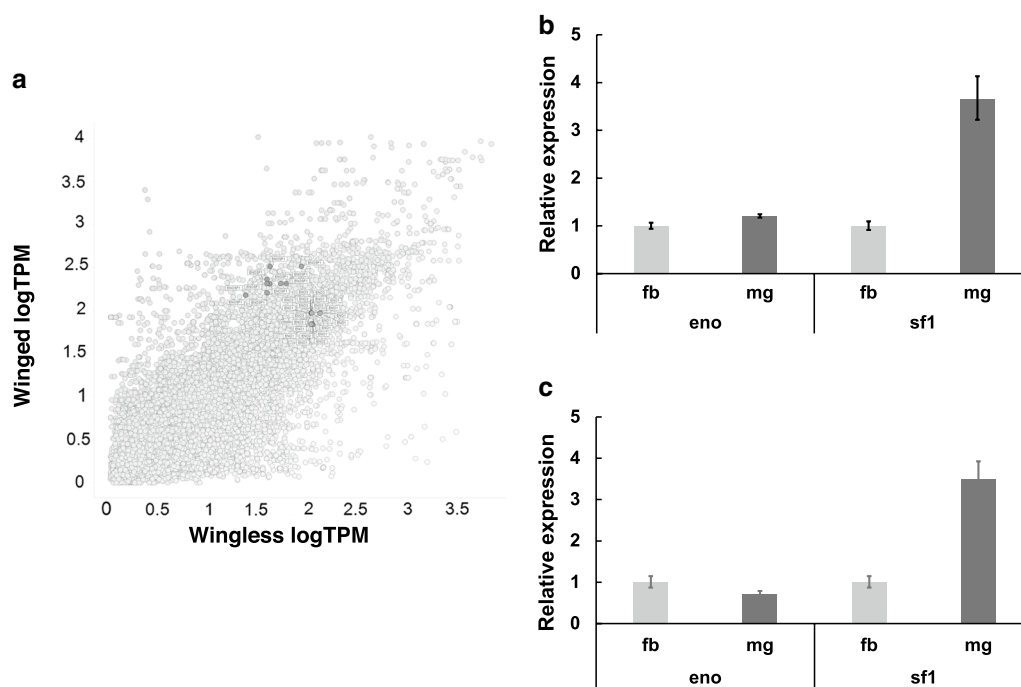 a
4
3.5
3
2.5
2
1.5
1
0.5
0
Winged logTPM
0 0.5 1 1.5 2 2.5 3 3.5
Wingless logTPM
b
5
4
3
2
1
0
Relative expression
fb mg fb mg
eno sf1
c
5
4
3
2
1
0
Relative expression
fb mg fb mg
eno sf1